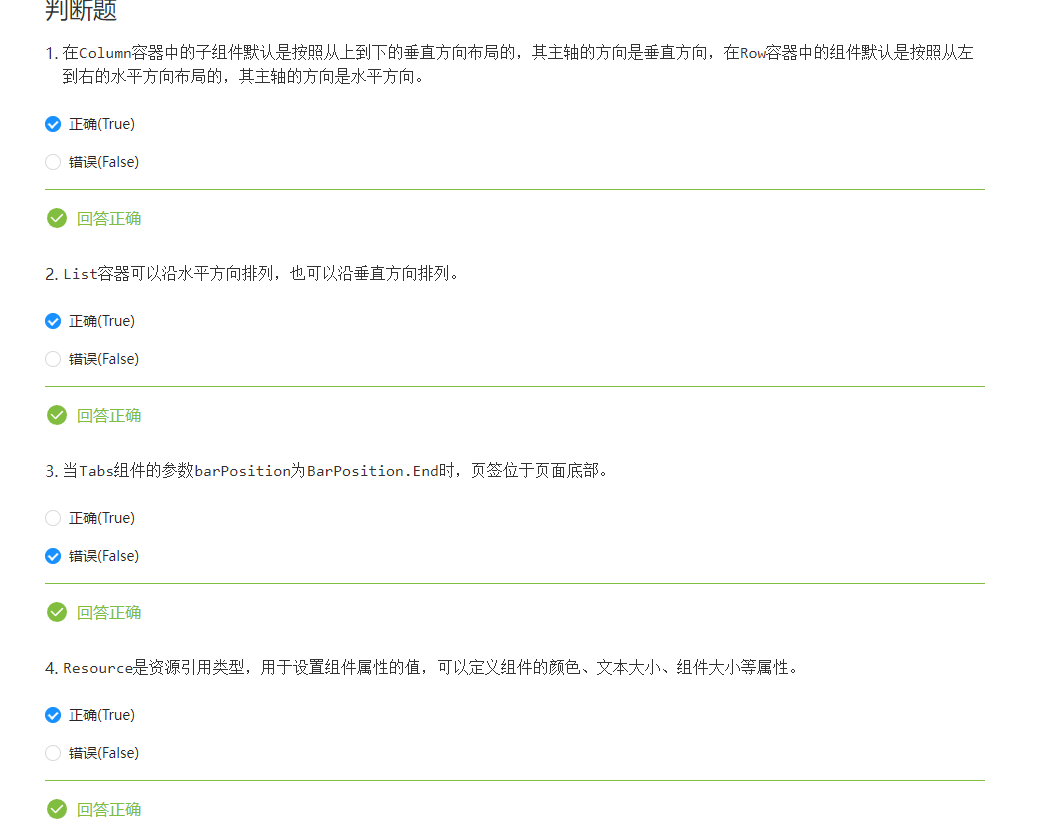 判断题
1. 在Column容器中的子组件默认是按照从上到下的垂直方向布局的，其主轴的方向是垂直方向，在Row容器中的组件默认是按照从左
到右的水平方向布局的，其主轴的方向是水平方向。
正确(True)
错误(False)
回答正确
2. List容器可以沿水平方向排列，也可以沿垂直方向排列。
正确(True)
错误(False)
回答正确
3. 当Tabs组件的参数barPosition为BarPosition.End时，页签位于页面底部。
正确(True)
错误(False)
回答正确
4. Resource是资源引用类型，用于设置组件属性的值，可以定义组件的颜色、文本大小、组件大小等属性。
正确(True)
错误(False)
回答正确